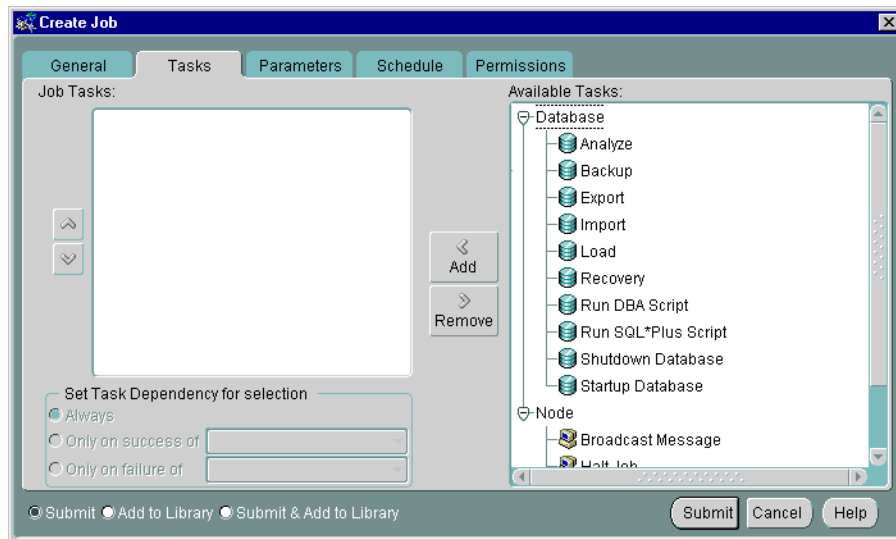 Create Job
General Tasks Parameters Schedule Permissions
Job Tasks:
Available Tasks:
Database
Analyze
Backup
Export
Import
Load
Recovery
Run DBA Script
Run SQL*Plus Script
Shutdown Database
Startup Database
Node
Broadcast Message
Halt Job
Add
Remove
Set Task Dependency for selection
Always
Only on success of
Only on failure of
Submit Add to Library Submit & Add to Library
Submit Cancel Help